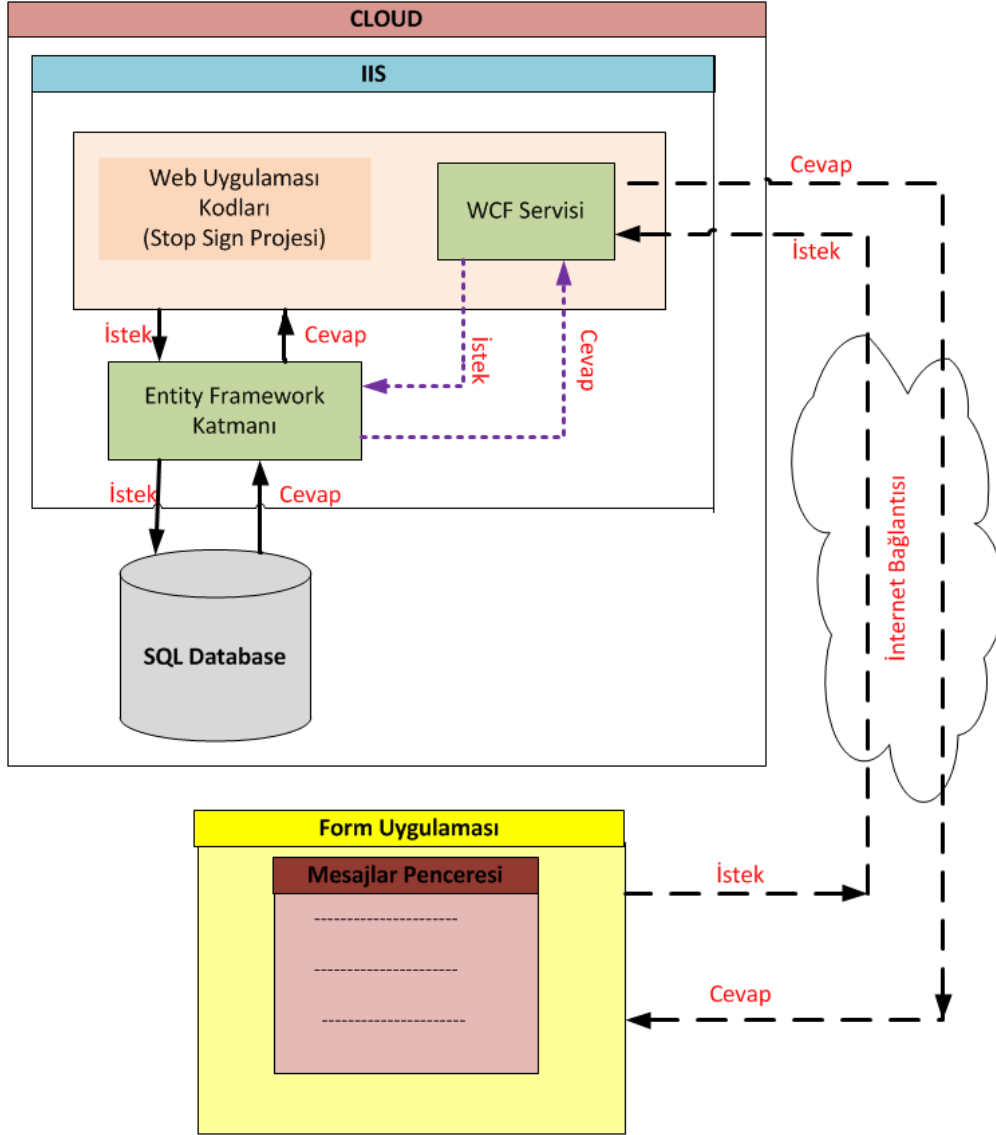 CLOUD
IIS
Web Uygulaması
Kodları
(Stop Sign Projesi)
WCF Servisi
Cevap
İstek
İstek
Cevap
İstek
Cevap
Entity Framework
Katmanı
İstek
Cevap
SQL Database
İnternet Bağlantısı
Form Uygulaması
Mesajlar Penceresi
----------------------
----------------------
----------------------
İstek
Cevap